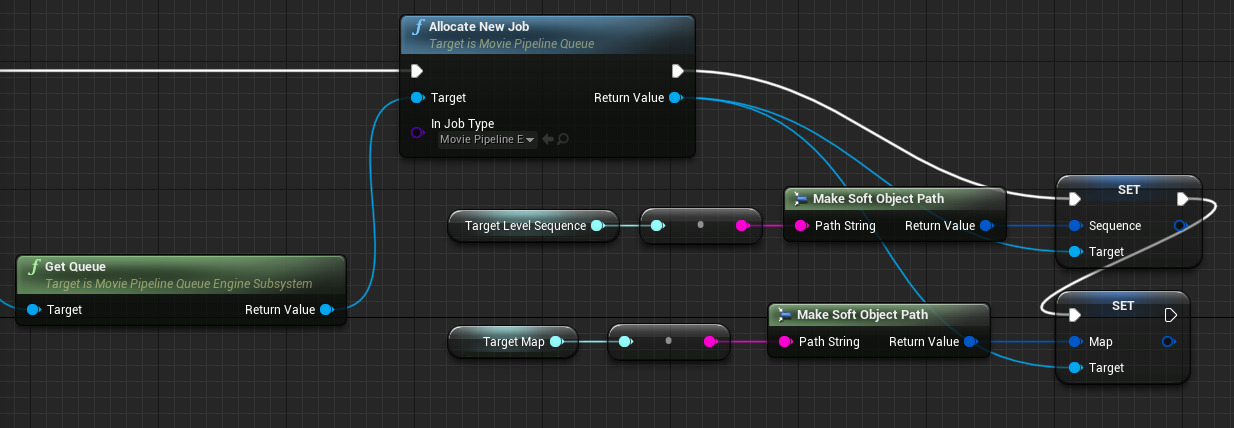 Allocate New Job
Target is Movie Pipeline Queue
Target
Return Value
In Job Type
Movie Pipeline E
Get Queue
Target is Movie Pipeline Queue Engine Subsystem
Target
Return Value
Target Level Sequence
Make Soft Object Path
Path String
Return Value
SET
Sequence
Target
Target Map
Make Soft Object Path
Path String
Return Value
SET
Map
Target